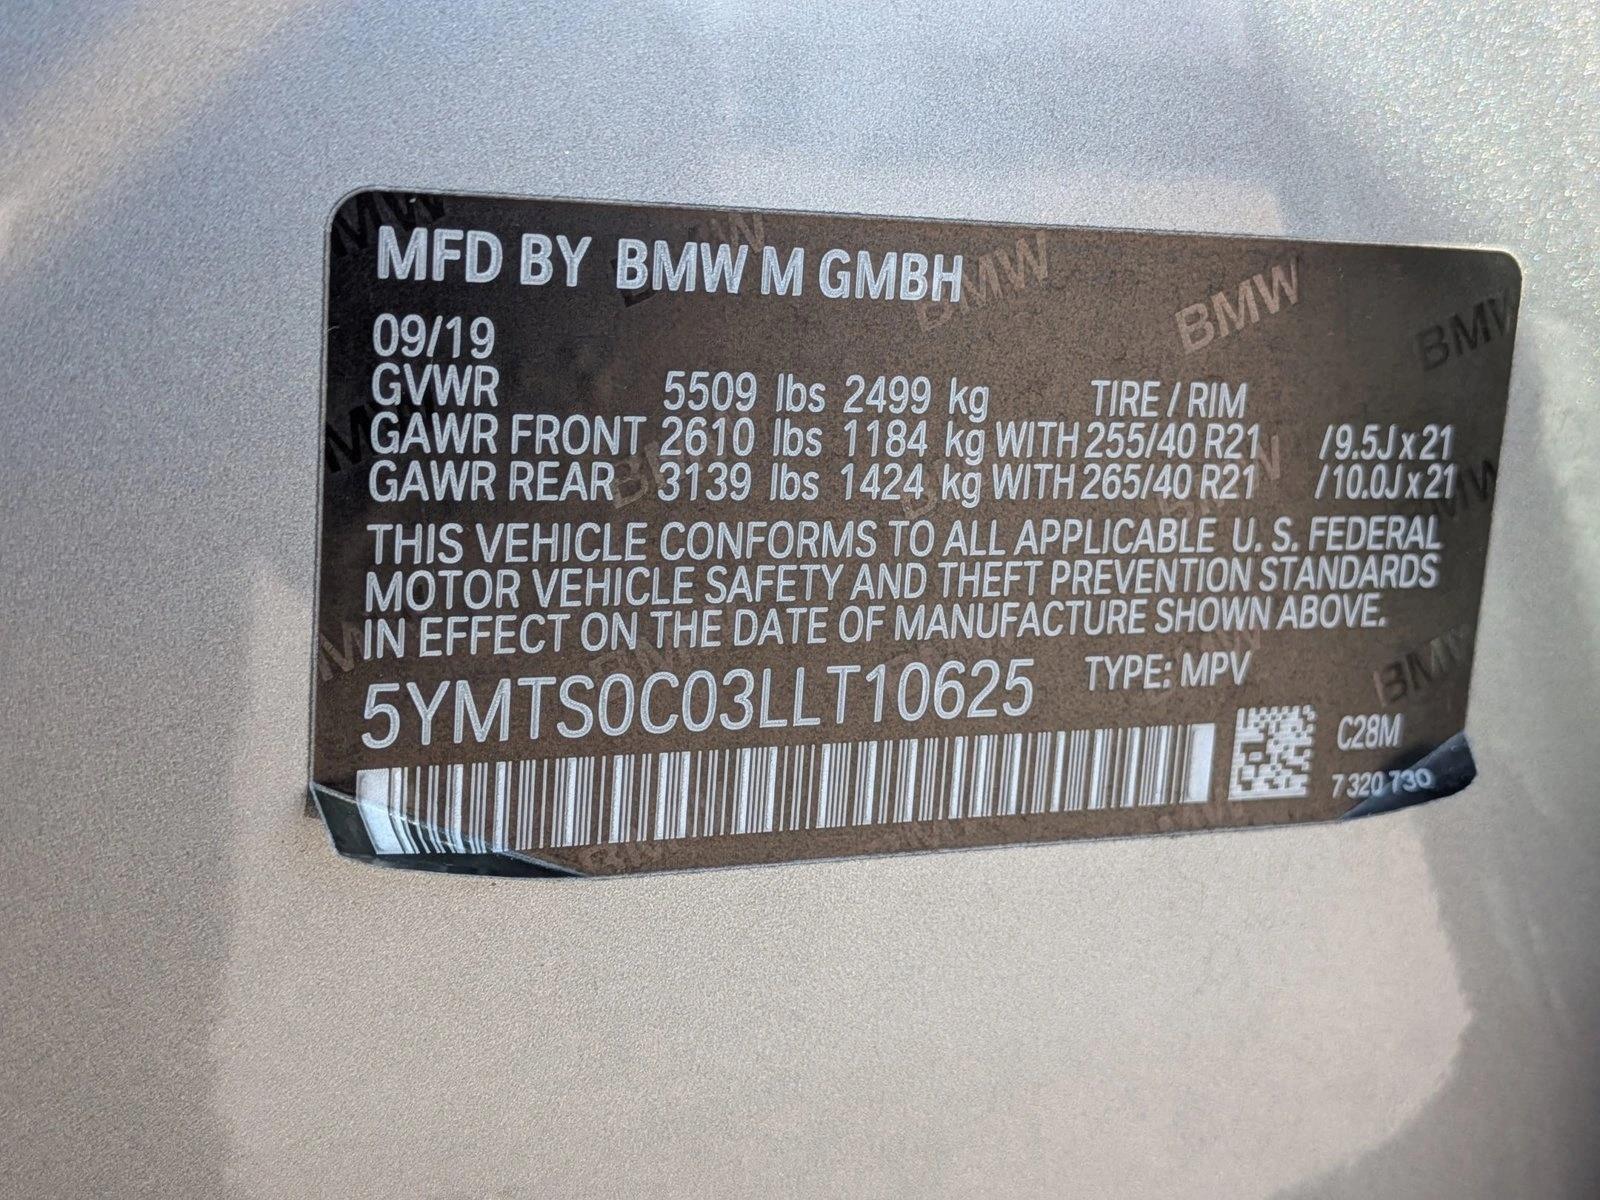 MFD BY BMW M GMBH
09/19
GVWR 5509 lbs 2499 kg TIRE / RIM
GAWR FRONT 2610 lbs 1184 kg WITH 255/40 R21 /9.5J x 21
GAWR REAR 3139 lbs 1424 kg WITH 265/40 R21 /10.0J x 21
THIS VEHICLE CONFORMS TO ALL APPLICABLE U. S. FEDERAL
MOTOR VEHICLE SAFETY AND THEFT PREVENTION STANDARDS
IN EFFECT ON THE DATE OF MANUFACTURE SHOWN ABOVE.
5YMTS0C03LLT10625 TYPE: MPV
C28M
7 320 730